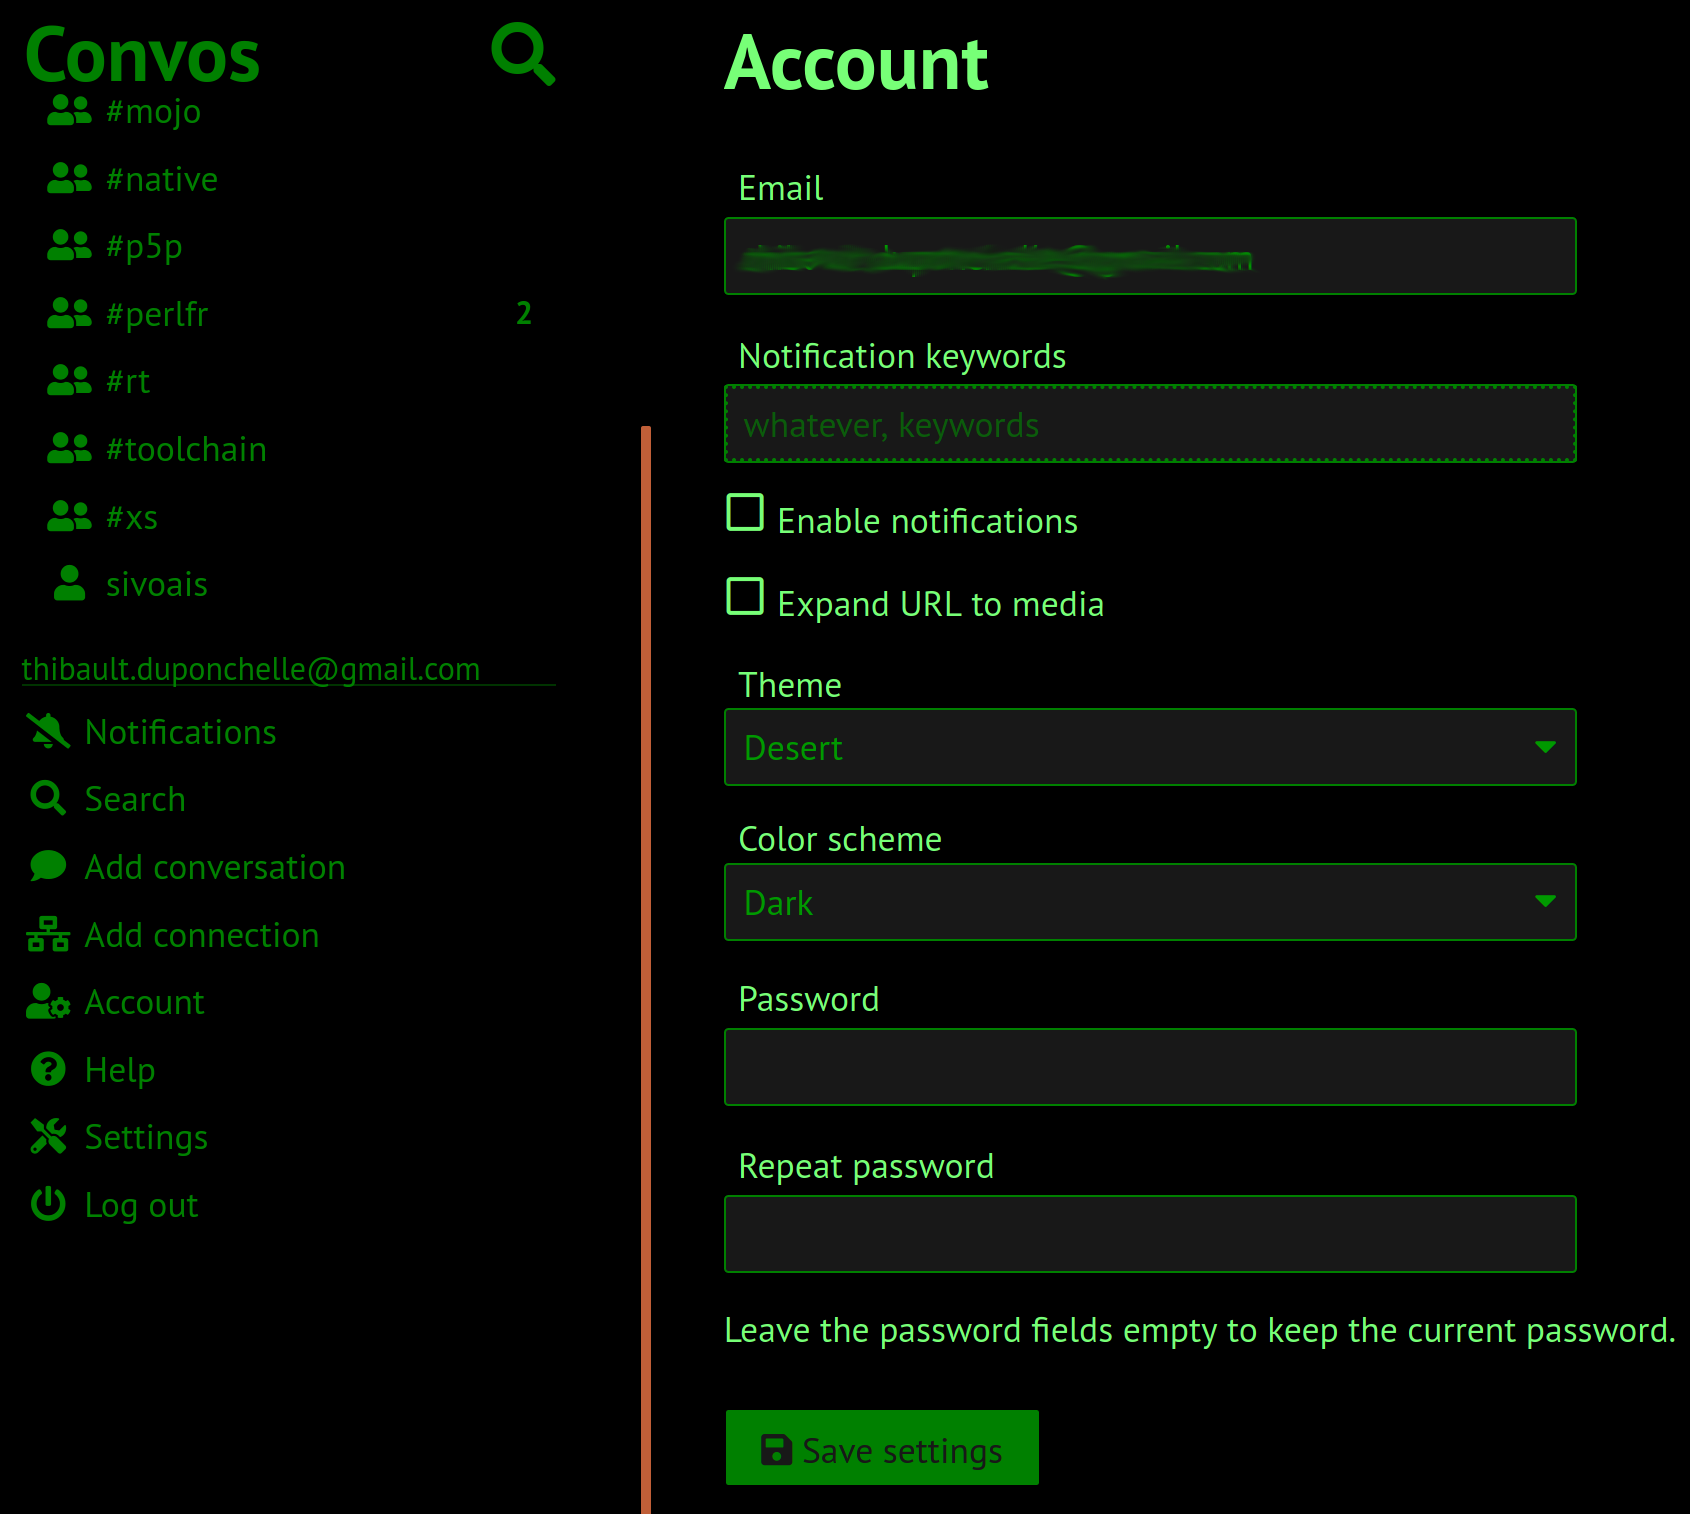 Convos
#mojo
#native
#p5p
#perlfr 2
#rt
#toolchain
#xs
sivoais
thibault.duponchelle@gmail.com
Notifications
Search
Add conversation
Add connection
Account
Help
Settings
Log out
Account
Email
Notification keywords
whatever, keywords
Enable notifications
Expand URL to media
Theme
Desert
Color scheme
Dark
Password
Repeat password
Leave the password fields empty to keep the current password.
Save settings